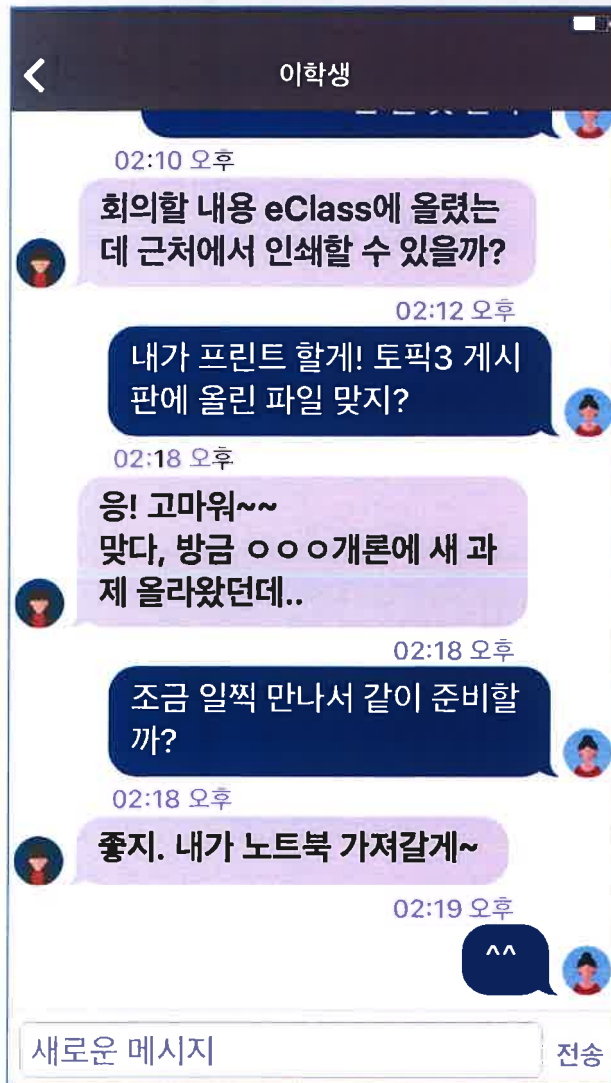 이학생
02:10 오후
회의할 내용 eClass에 올렸는
데 근처에서 인쇄할 수 있을까?
02:12 오후
내가 프린트 할게! 토픽3 게시
판에 올린 파일 맞지?
02:18 오후
응! 고마워~~
맞다, 방금 ㅇㅇㅇ개론에 새 과
제 올라왔던데..
02:18 오후
조금 일찍 만나서 같이 준비할
까?
02:18 오후
좋지. 내가 노트북 가져갈게~
02:19 오후
^^
새로운 메시지
전송